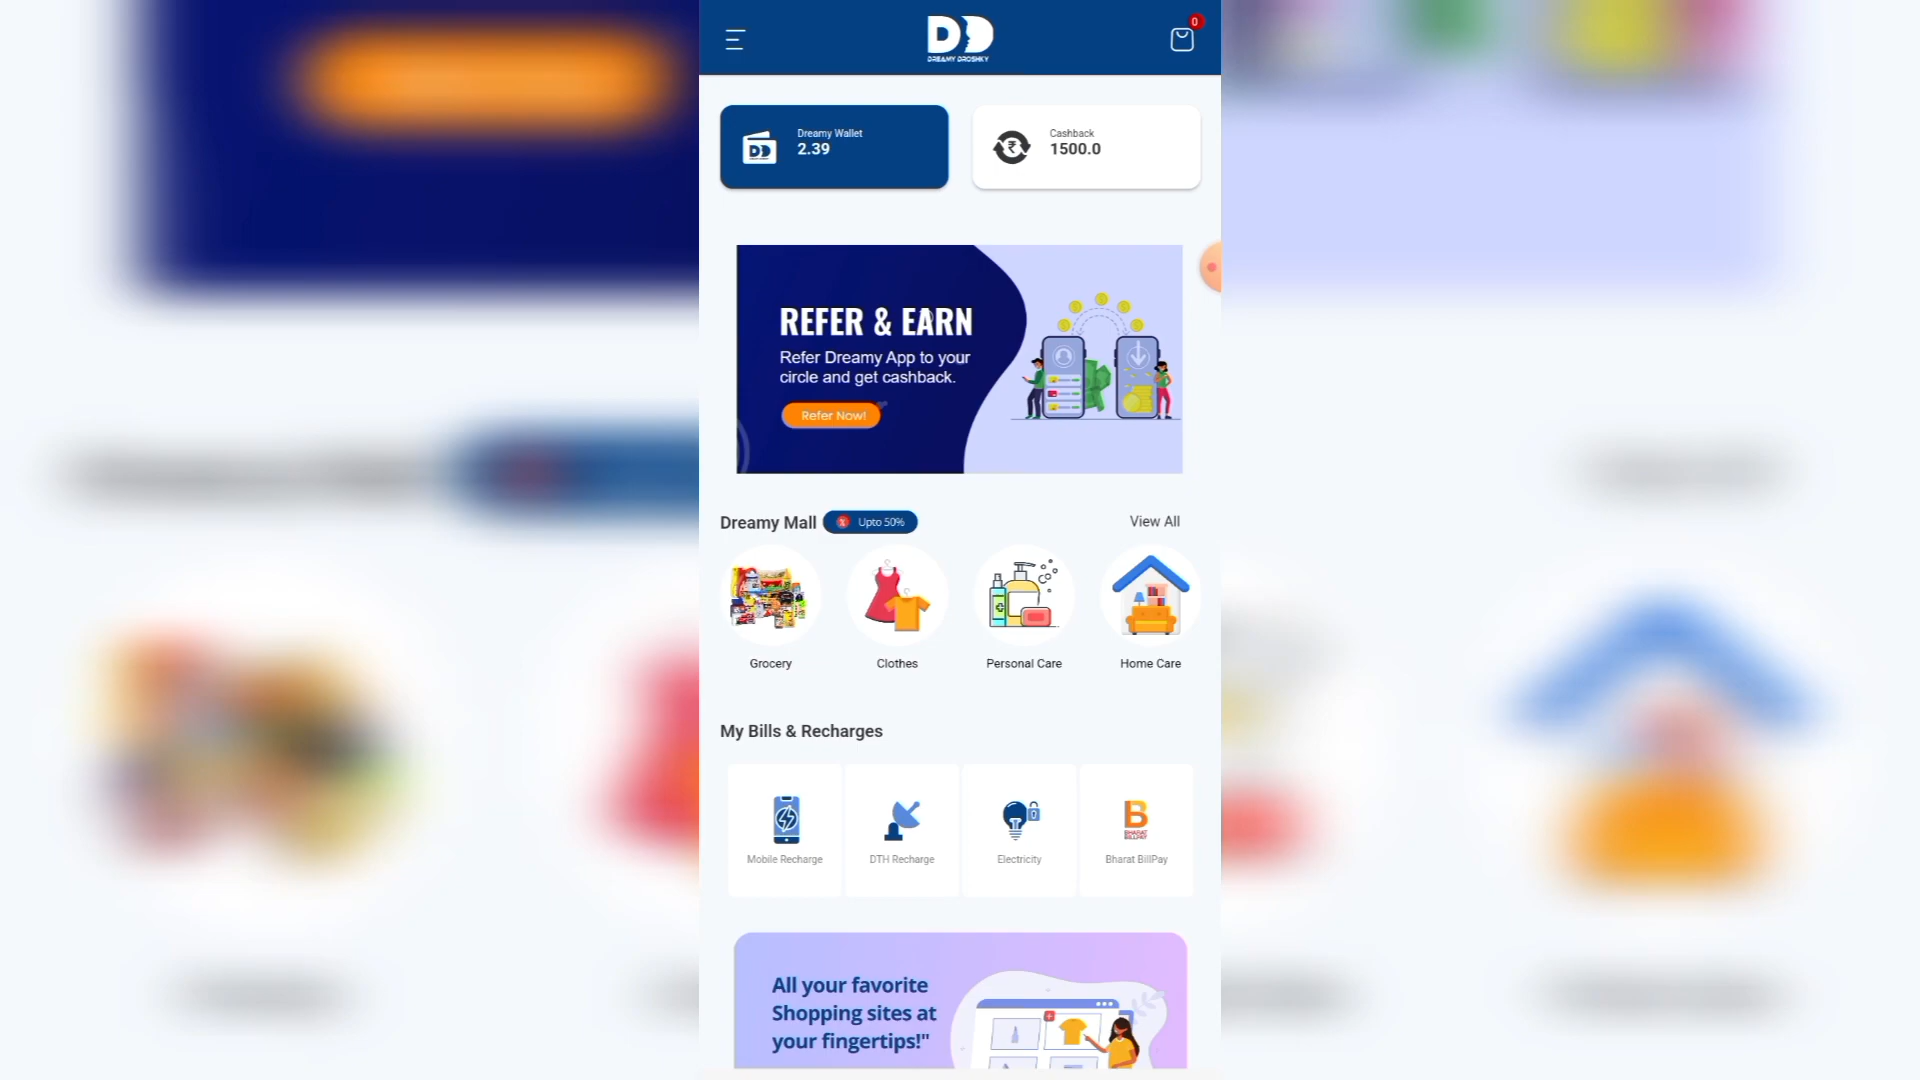 0
DREAMY DROSHKY
Dreamy Wallet
2.39
Cashback
1500.0
REFER & EARN
Refer Dreamy App to your
circle and get cashback.
Refer Now!
Dreamy Mall
Upto 50%
View All
Grocery
Clothes
Personal Care
Home Care
My Bills & Recharges
Mobile Recharge
DTH Recharge
Electricity
BHARAT
BILLPAY
Bharat BillPay
All your favorite
Shopping sites at
your fingertips!"